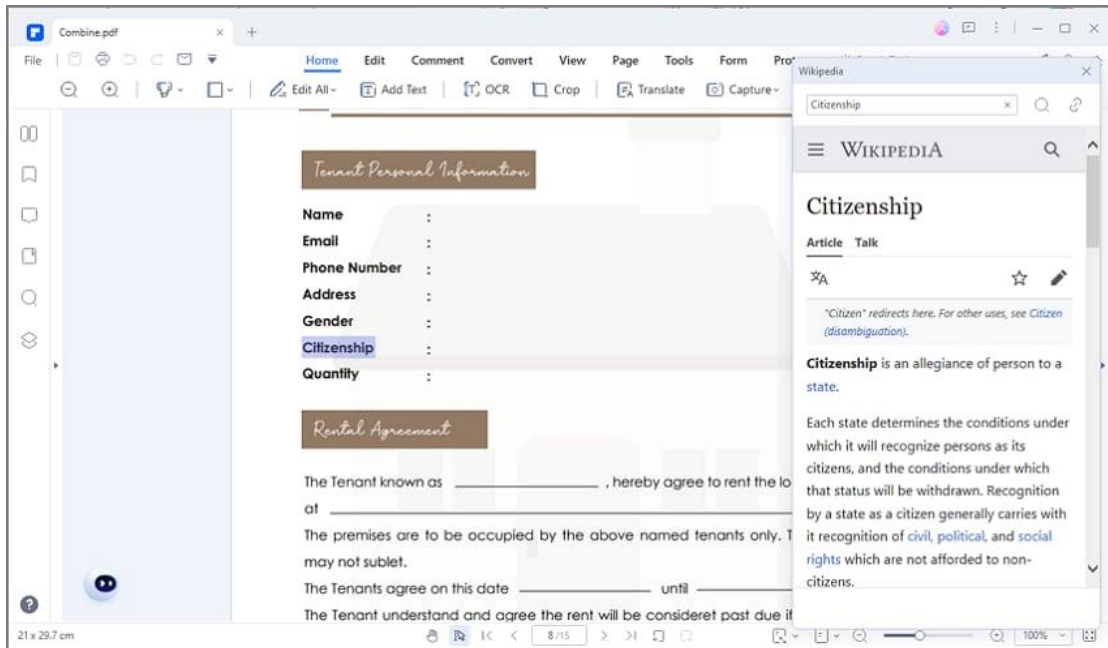 Combine.pdf
File
Home Edit Comment Convert View Page Tools Form
Edit All Add Text OCR Crop Translate Capture
Wikipedia
Citizenship
WIKIPEDIA
Citizenship
Article Talk
"Citizen" redirects here. For other uses, see Citizen
(disambiguation).
Citizenship is an allegiance of person to a
state.
Each state determines the conditions under
which it will recognize persons as its
citizens, and the conditions under which
that status will be withdrawn. Recognition
by a state as a citizen generally carries with
it recognition of civil, political, and social
rights which are not afforded to non-
citizens.
Tenant Personal Information
Name :
Email :
Phone Number :
Address :
Gender :
Citizenship :
Quantity :
Rental Agreement
The Tenant known as ____________ , hereby agree to rent the lo
at ____________
The premises are to be occupied by the above named tenants only. T
may not sublet.
The Tenants agree on this date ____________ until ____________
The Tenant understand and agree the rent will be consideret past due if
21 x 29.7 cm
8/15
100%